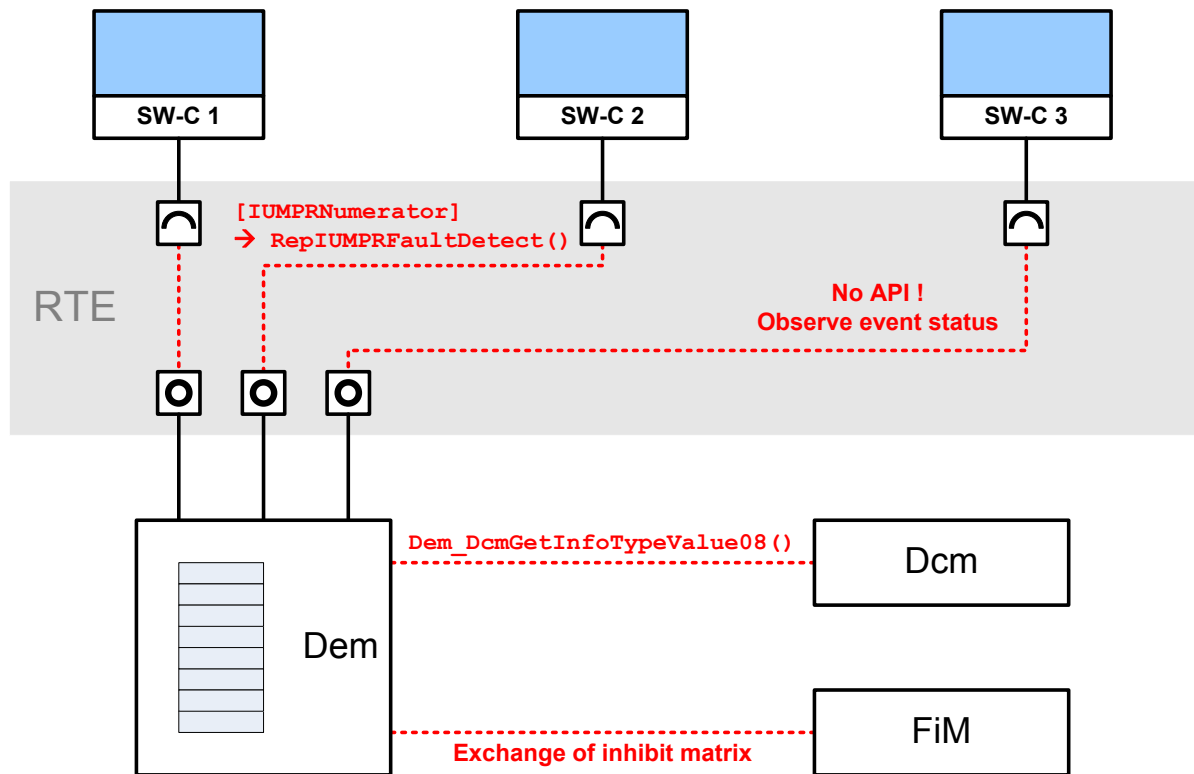 SW-C 1
SW-C 2
SW-C 3
[IUMPRNumerator]
→ RepIUMPRFaultDetect()
No API !
Observe event status
RTE
Dem_DcmGetInfoTypeValue08()
Dcm
Dem
FiM
Exchange of inhibit matrix